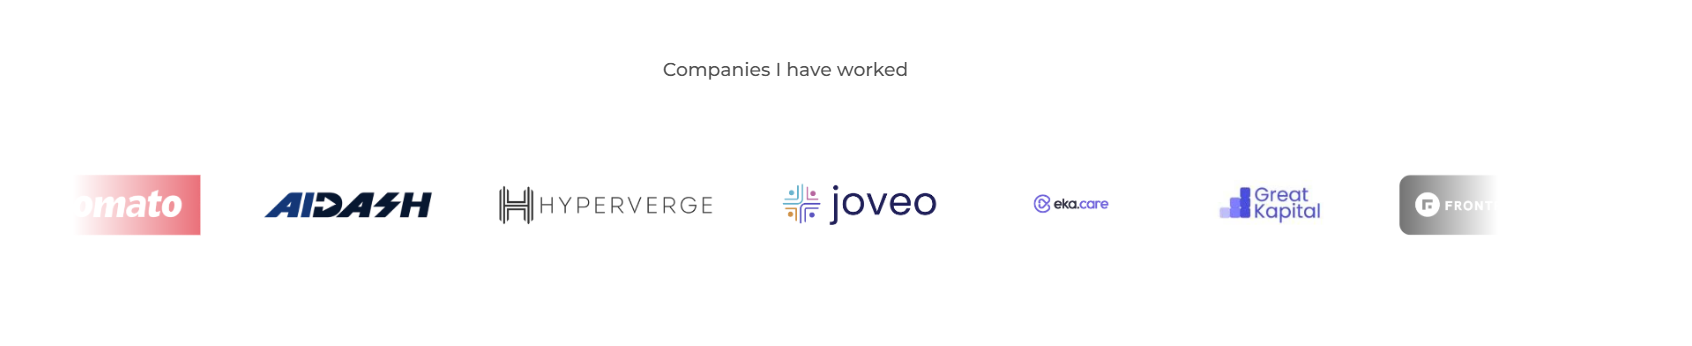 Companies I have worked
omato
AIDASH
HYPERVERGE
joveo
eka.care
Great
Kapital
FRONT